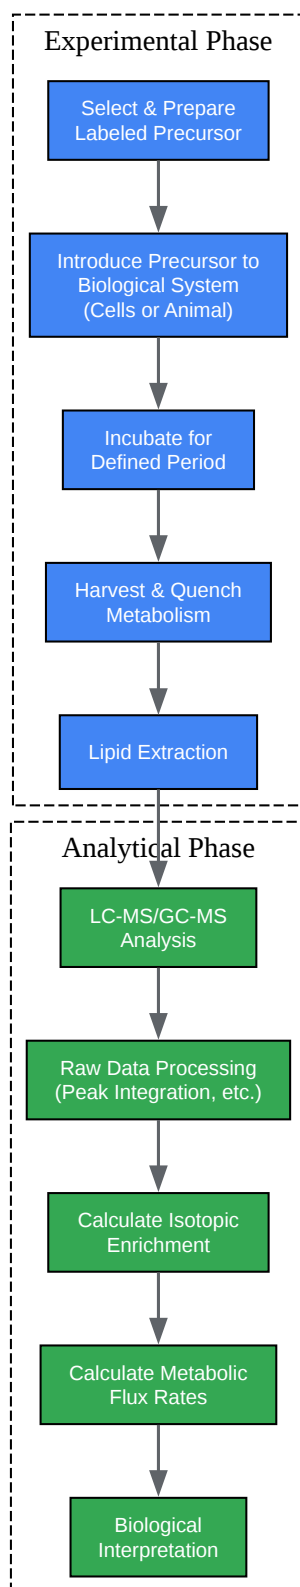 Experimental Phase
Select & Prepare
Labeled Precursor
Introduce Precursor to
Biological System
(Cells or Animal)
Incubate for
Defined Period
Harvest & Quench
Metabolism
Lipid Extraction
Analytical Phase
LC-MS/GC-MS
Analysis
Raw Data Processing
(Peak Integration, etc.)
Calculate Isotopic
Enrichment
Calculate Metabolic
Flux Rates
Biological
Interpretation